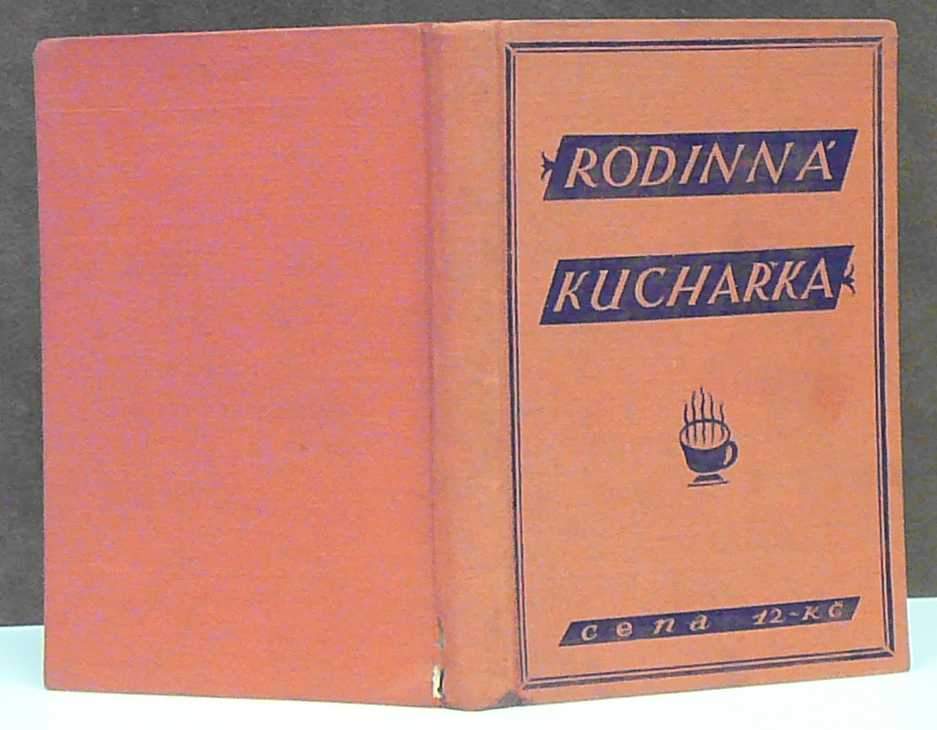 RODINNÁ
KUCHAŘKA
cena 12-Kč